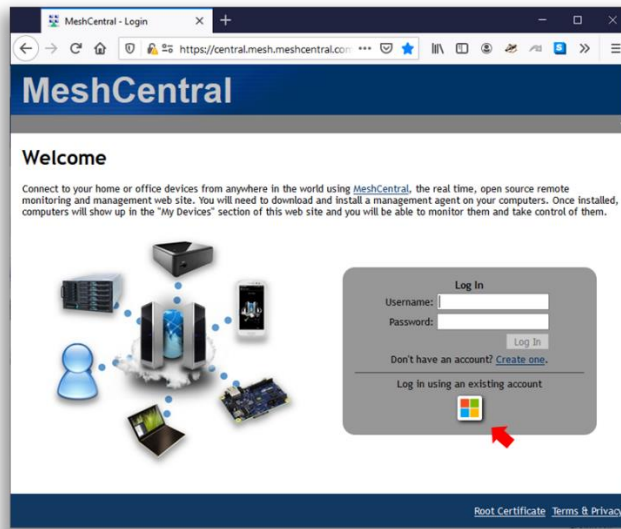 MeshCentral - Login
https://central.mesh.meshcentral.com
MeshCentral
Welcome
Connect to your home or office devices from anywhere in the world using MeshCentral, the real time, open source remote
monitoring and management web site. You will need to download and install a management agent on your computers. Once installed,
computers will show up in the "My Devices" section of this web site and you will be able to monitor them and take control of them.
Log In
Username:
Password:
Log In
Don't have an account? Create one.
Log in using an existing account
Root Certificate Terms & Privacy